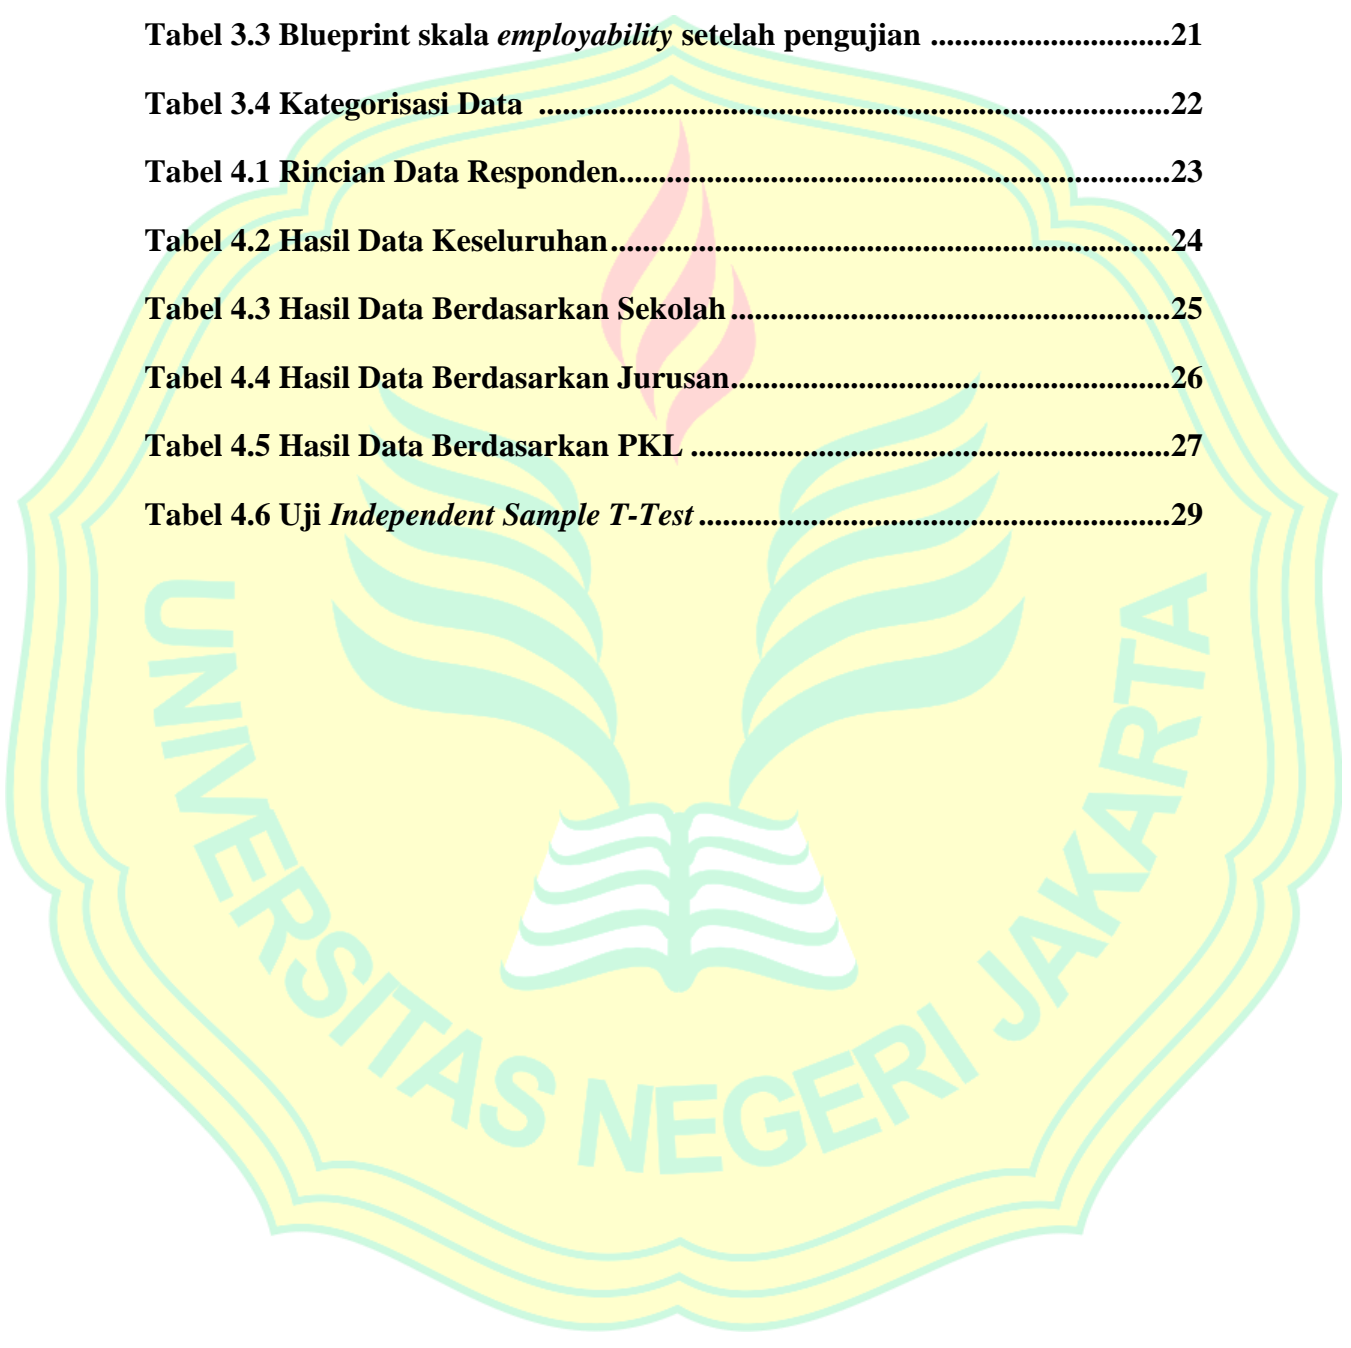 Tabel 3.3 Blueprint skala employability setelah pengujian ..............................21
Tabel 3.4 Kategorisasi Data ...............................................................................22
Tabel 4.1 Rincian Data Responden.....................................................................23
Tabel 4.2 Hasil Data Keseluruhan......................................................................24
Tabel 4.3 Hasil Data Berdasarkan Sekolah.......................................................25
Tabel 4.4 Hasil Data Berdasarkan Jurusan.......................................................26
Tabel 4.5 Hasil Data Berdasarkan PKL ............................................................27
Tabel 4.6 Uji Independent Sample T-Test...........................................................29
UNIVERSITAS NEGERI JAKARTA